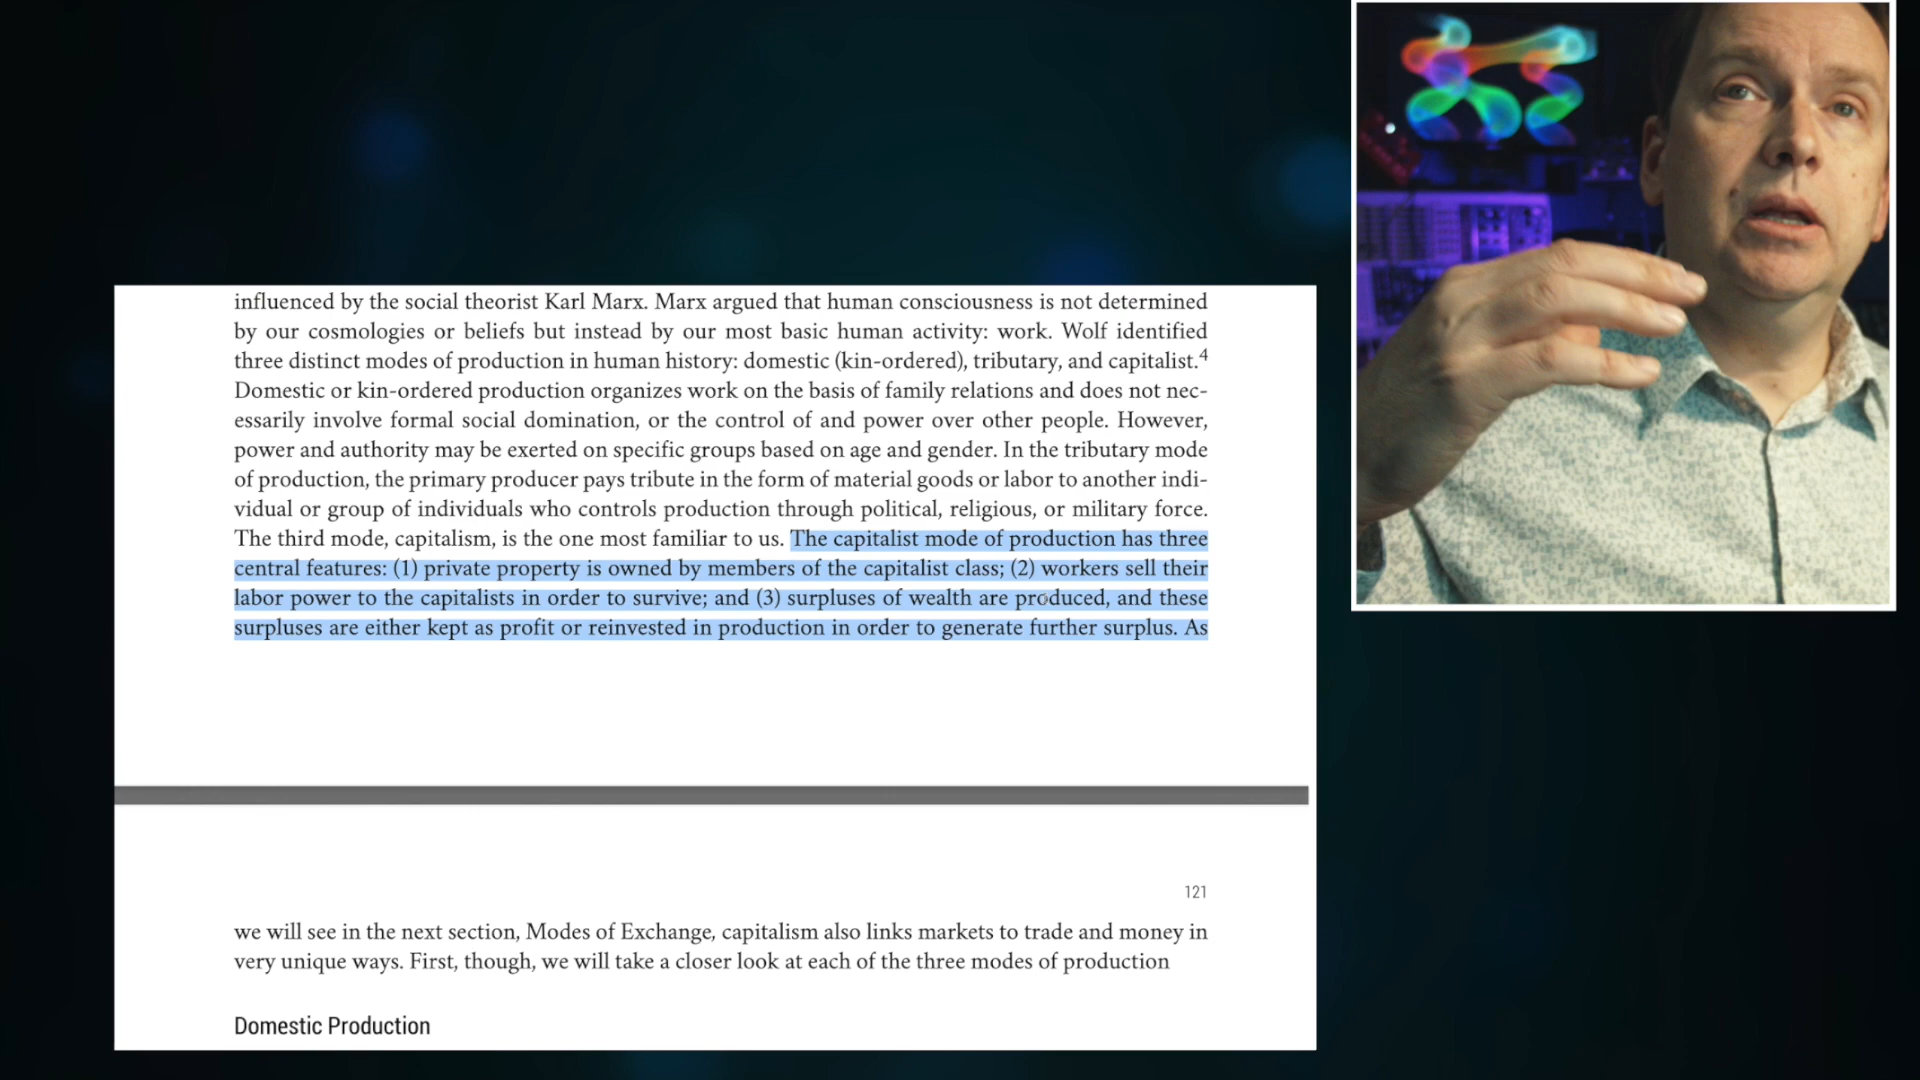 influenced by the social theorist Karl Marx. Marx argued that human consciousness is not determined
by our cosmologies or beliefs but instead by our most basic human activity: work. Wolf identified
three distinct modes of production in human history: domestic (kin-ordered), tributary, and capitalist.⁴
Domestic or kin-ordered production organizes work on the basis of family relations and does not nec-
essarily involve formal social domination, or the control of and power over other people. However,
power and authority may be exerted on specific groups based on age and gender. In the tributary mode
of production, the primary producer pays tribute in the form of material goods or labor to another indi-
vidual or group of individuals who controls production through political, religious, or military force.
The third mode, capitalism, is the one most familiar to us. The capitalist mode of production has three
central features: (1) private property is owned by members of the capitalist class; (2) workers sell their
labor power to the capitalists in order to survive; and (3) surpluses of wealth are produced, and these
surpluses are either kept as profit or reinvested in production in order to generate further surplus. As
121
we will see in the next section, Modes of Exchange, capitalism also links markets to trade and money in
very unique ways. First, though, we will take a closer look at each of the three modes of production
Domestic Production